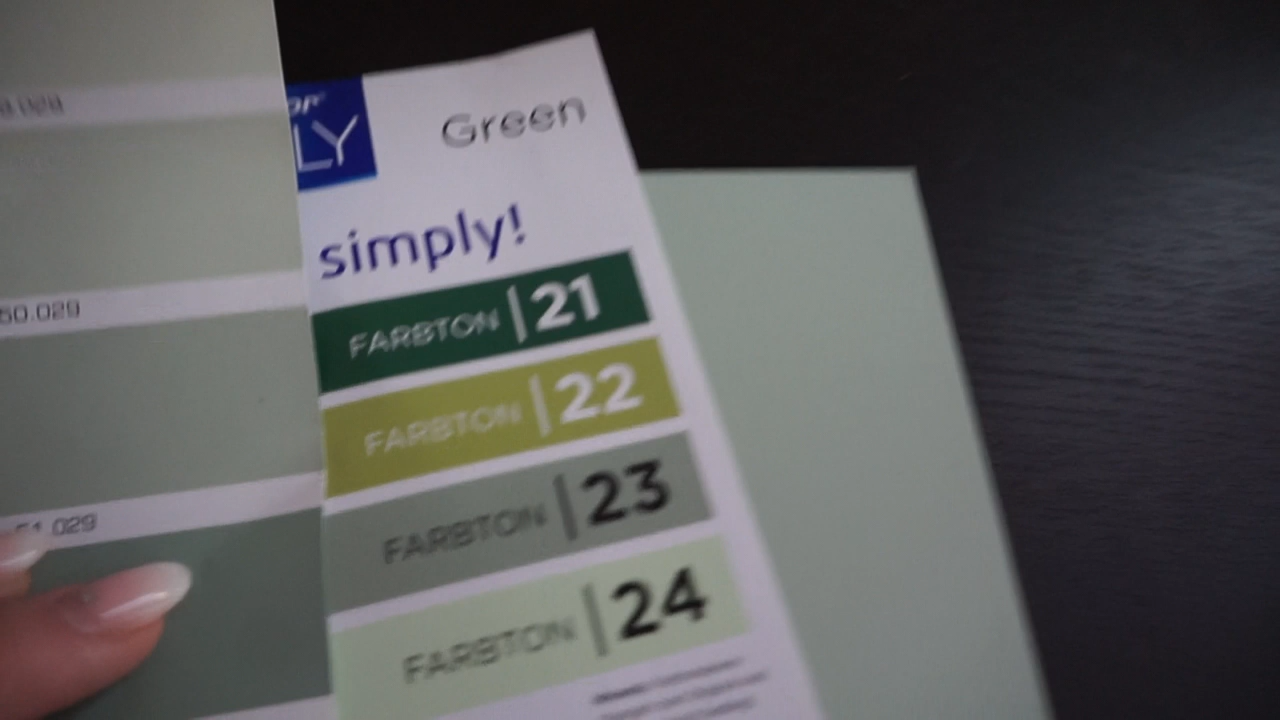 Green
LY
simply!
FARBTON | 21
FARBTON | 22
FARBTON | 23
FARBTON | 24
50.029
51.029